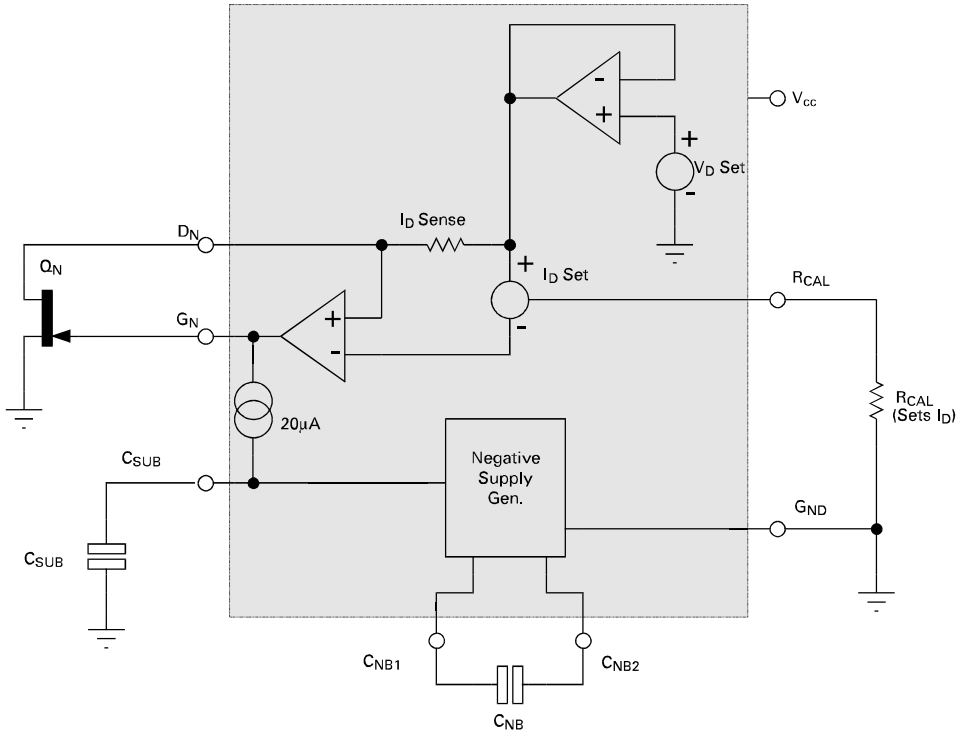 -
+
V_CC
+
V_D Set
-
D_N
I_D Sense
Q_N
+
I_D Set
-
R_CAL
G_N
+
-
20µA
R_CAL
(Sets I_D)
C_SUB
Negative
Supply
Gen.
G_ND
C_SUB
C_NB1
C_NB2
C_NB